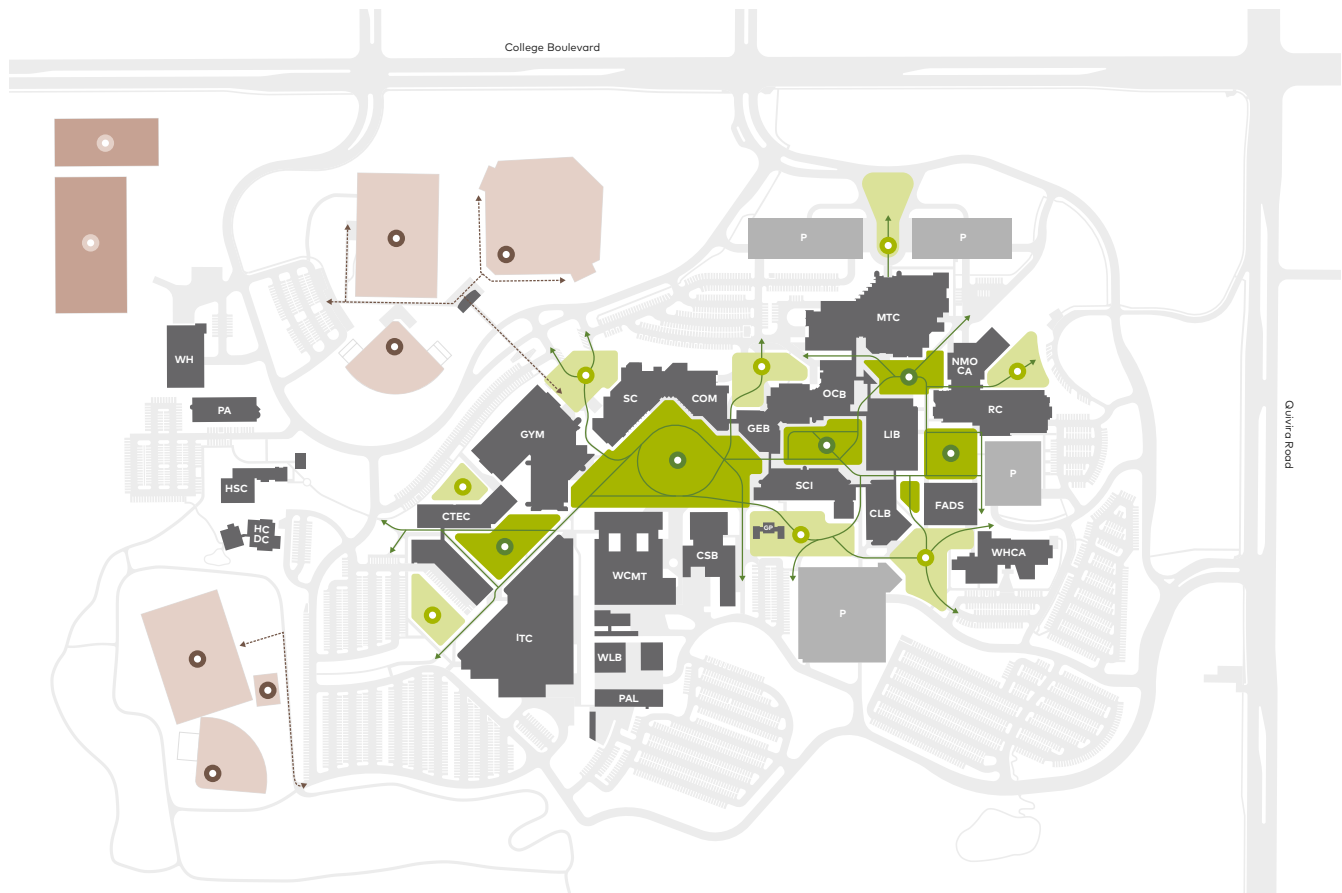 College Boulevard
P
P
MTC
WH
NMO
CA
SC
COM
OCB
PA
RC
GYM
GEB
LIB
Quivira Road
P
HSC
SCI
CTEC
CLB
FADS
HC
DC
GP
WHCA
CSB
WCMT
P
ITC
WLB
PAL